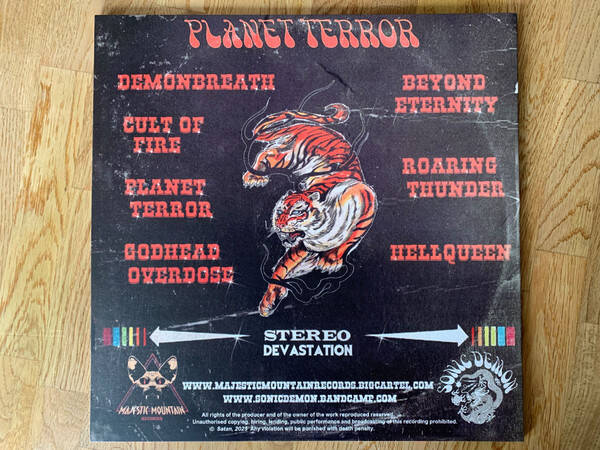 PLANET TERROR
DEMONBREATH
CULT OF
FIRE
PLANET
TERROR
GODHEAD
OVERDOSE
BEYOND
ETERNITY
ROARING
THUNDER
HELLQUEEN
STEREO
DEVASTATION
MAJESTIC MOUNTAIN
RECORDS
WWW.MAJESTICMOUNTAINRECORDS.BIGCARTEL.COM
WWW.SONICDEMON.BANDCAMP.COM
SONIC DEMON
All rights of the producer and of the owner of the work reproduced reserved.
Unauthorised copying, hiring, lending, public performance and broadcasting of this recording prohibited.
© Satan, 2021 Any violation will be punished with death penalty.